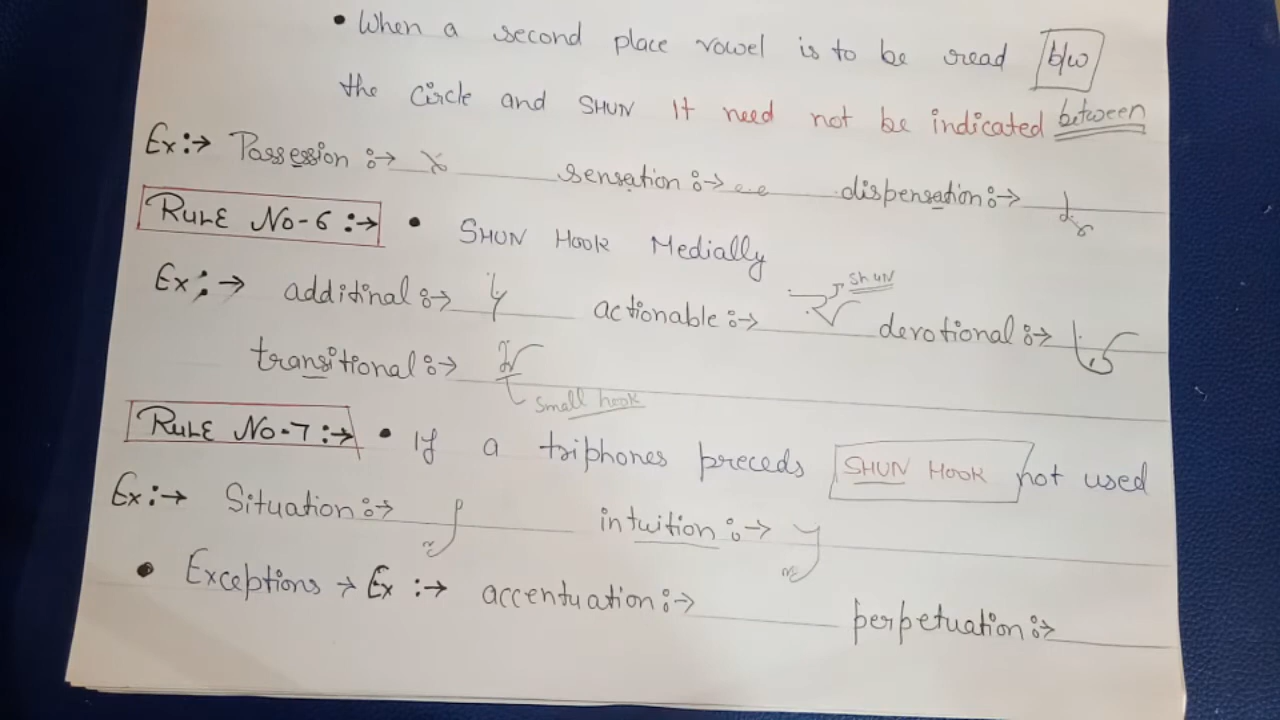 • When a second place vowel is to be read b/w
the circle and SHUN It need not be indicated between
Ex:→ Possession :→ sensation :→ dispensation :→
RULE No-6 :→ • SHUN Hook Medially
Ex:→ additinal :→ actionable :→ SHUN devotional :→
transitional :→ small hook
RULE No-7 :→ • If a triphones preceds SHUN HOOK not used
Ex:→ Situation :→ intuition :→
• Exceptions → Ex :→ accentuation :→ perpetuation :→